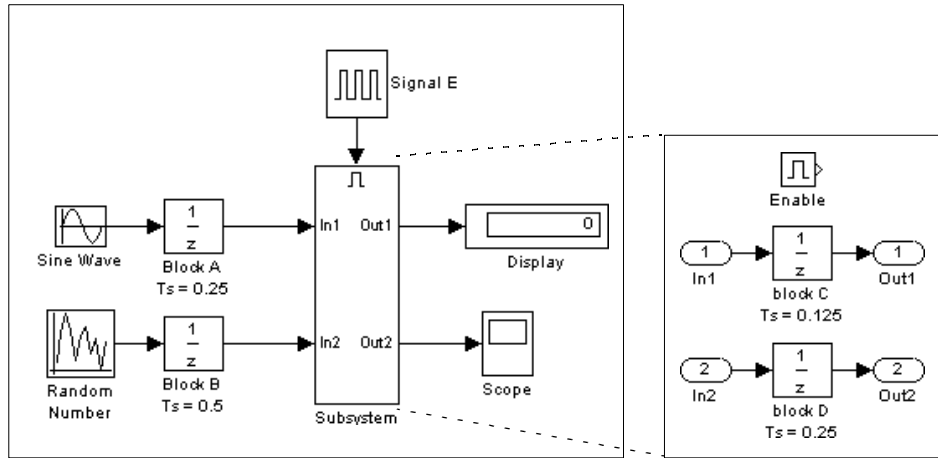 Signal E
In1 Out1
1
z
Sine Wave
Block A
Ts = 0.25
0
Display
In2 Out2
1
z
Random
Number
Block B
Ts = 0.5
Subsystem
Scope
Enable
1
In1
1
z
block C
Ts = 0.125
1
Out1
2
In2
1
z
block D
Ts = 0.25
2
Out2